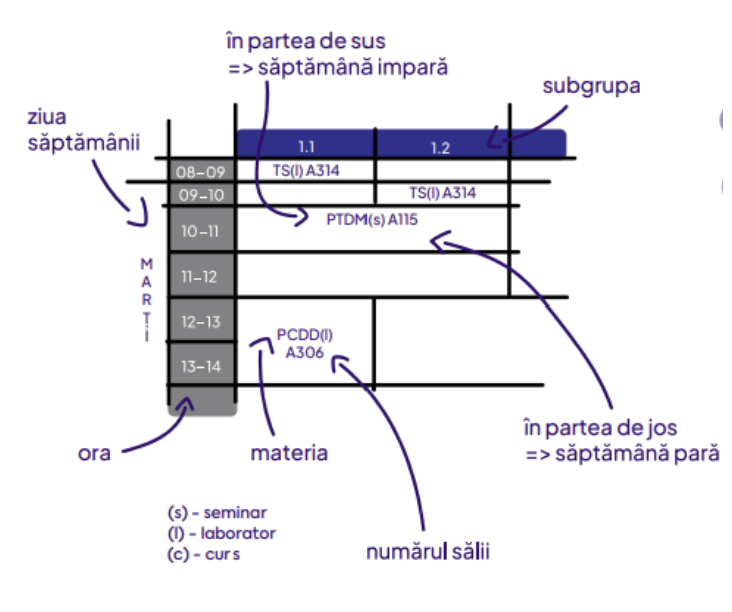 în partea de sus
=> săptămână impară
subgrupa
ziua
săptămânii
1.1
1.2
08-09
TS(l) A314
09-10
TS(l) A314
10-11
PTDM(s) A115
MARȚI
11-12
12-13
PCDD(l)
A306
13-14
în partea de jos
=> săptămână pară
ora
materia
(s) - seminar
(l) - laborator
(c) - curs
numărul sălii